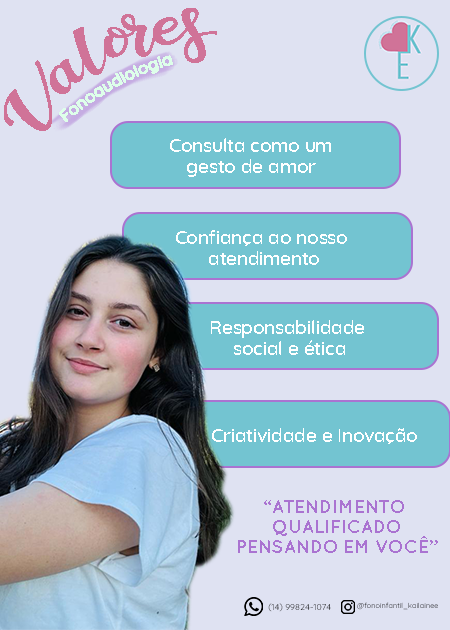 Valores
Fonoaudiologia
KE
Consulta como um
gesto de amor
Confiança ao nosso
atendimento
Responsabilidade
social e ética
Criatividade e Inovação
“ATENDIMENTO
QUALIFICADO
PENSANDO EM VOCÊ”
(14) 99824-1074 @fonoinfantil_kailainee